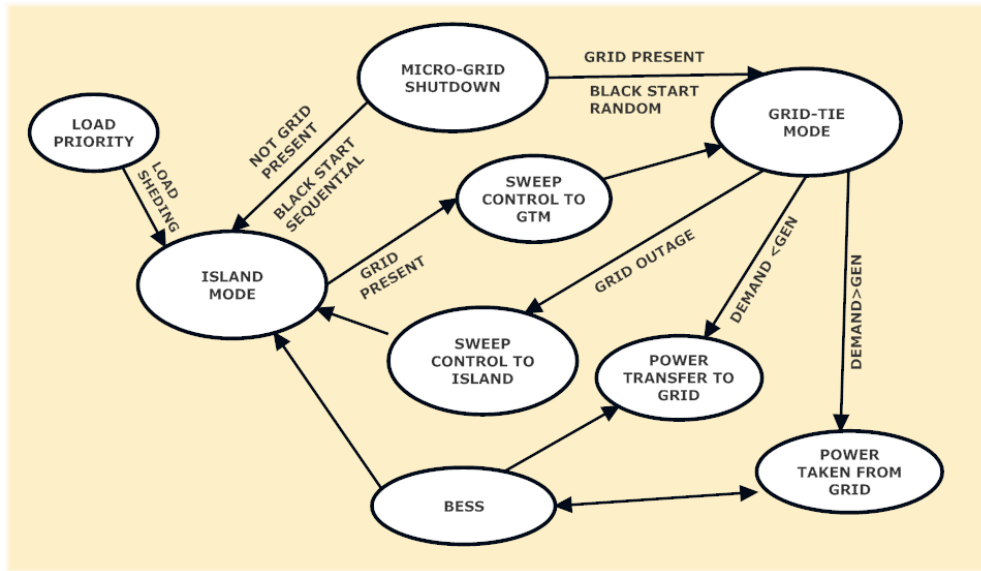 MICRO-GRID
SHUTDOWN
GRID PRESENT
BLACK START
RANDOM
GRID-TIE
MODE
LOAD
PRIORITY
LOAD
SHEDING
NOT GRID
PRESENT
BLACK START
SEQUENTIAL
SWEEP
CONTROL TO
GTM
ISLAND
MODE
GRID
PRESENT
GRID OUTAGE
DEMAND <GEN
DEMAND>GEN
SWEEP
CONTROL TO
ISLAND
POWER
TRANSFER TO
GRID
POWER
TAKEN FROM
GRID
BESS